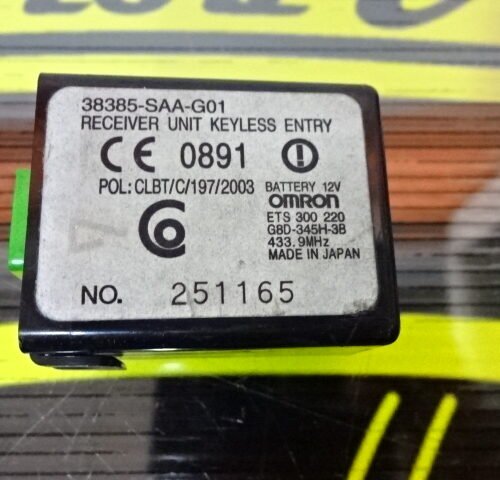 38385-SAA-G01
RECEIVER UNIT KEYLESS ENTRY
CE 0891
POL: CLBT/C/197/2003
BATTERY 12V
OMRON
ETS 300 220
G8D-345H-3B
433.9MHz
MADE IN JAPAN
NO. 251165